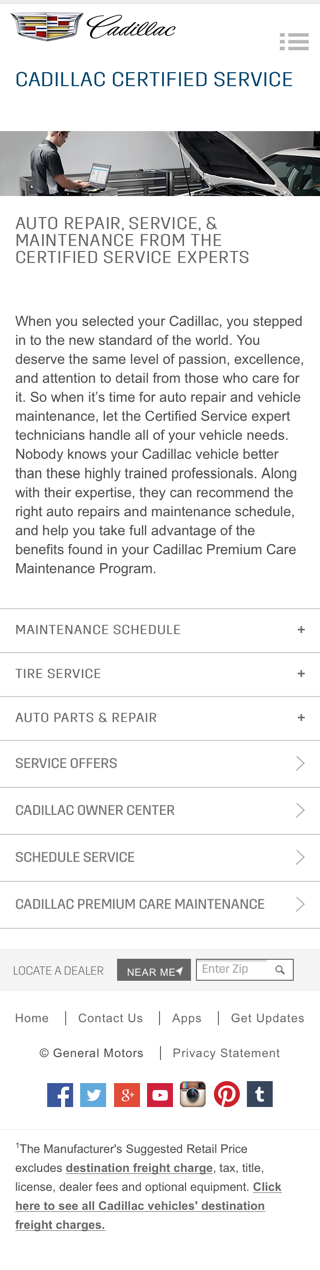 Cadillac
CADILLAC CERTIFIED SERVICE
AUTO REPAIR, SERVICE, &
MAINTENANCE FROM THE
CERTIFIED SERVICE EXPERTS
When you selected your Cadillac, you stepped
in to the new standard of the world. You
deserve the same level of passion, excellence,
and attention to detail from those who care for
it. So when it’s time for auto repair and vehicle
maintenance, let the Certified Service expert
technicians handle all of your vehicle needs.
Nobody knows your Cadillac vehicle better
than these highly trained professionals. Along
with their expertise, they can recommend the
right auto repairs and maintenance schedule,
and help you take full advantage of the
benefits found in your Cadillac Premium Care
Maintenance Program.
MAINTENANCE SCHEDULE +
TIRE SERVICE +
AUTO PARTS & REPAIR +
SERVICE OFFERS
CADILLAC OWNER CENTER
SCHEDULE SERVICE
CADILLAC PREMIUM CARE MAINTENANCE
LOCATE A DEALER NEAR ME Enter Zip
Home | Contact Us | Apps | Get Updates
© General Motors | Privacy Statement
¹The Manufacturer's Suggested Retail Price
excludes destination freight charge, tax, title,
license, dealer fees and optional equipment. Click
here to see all Cadillac vehicles' destination
freight charges.